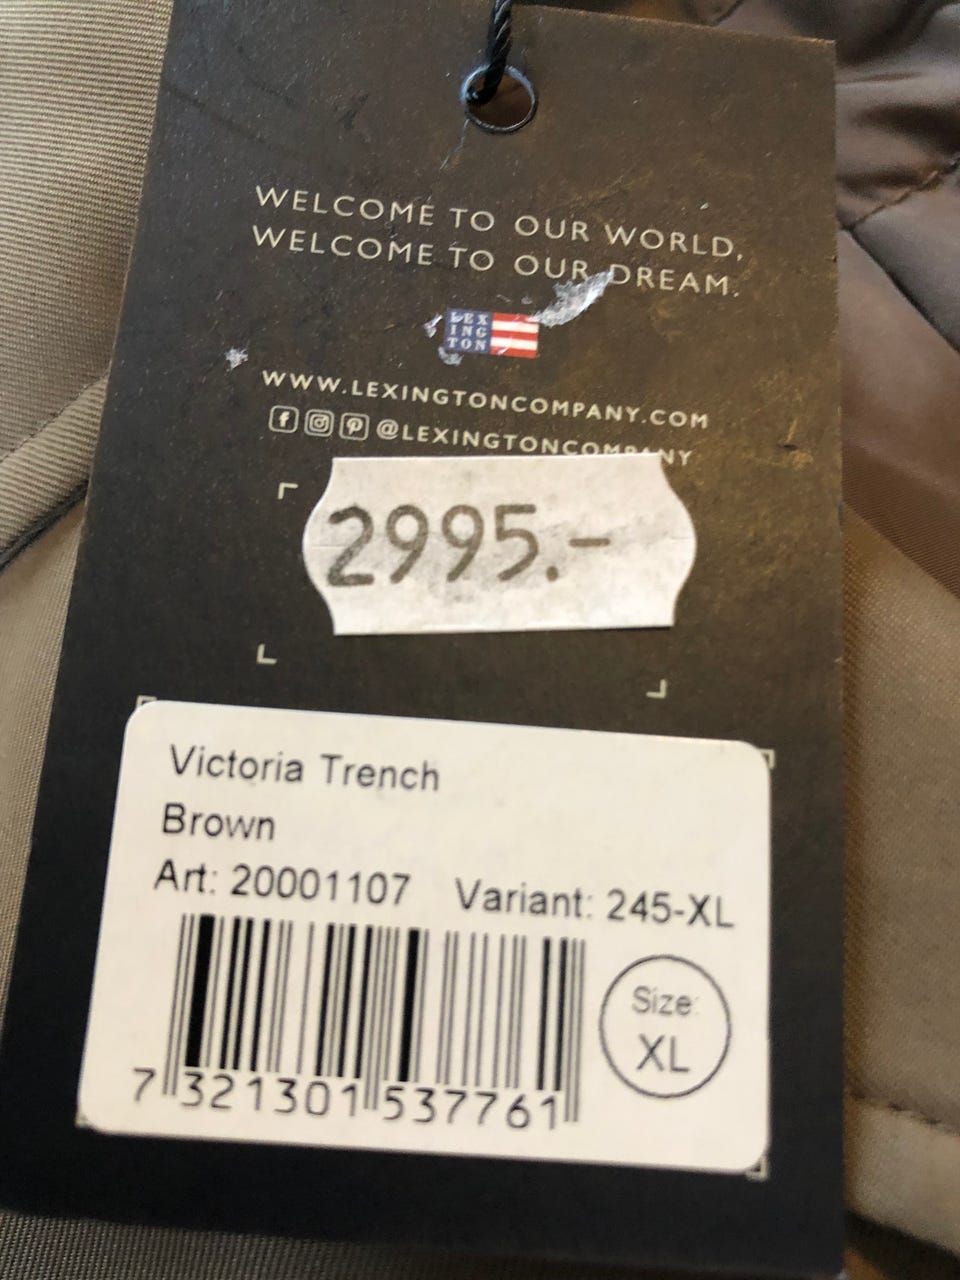 WELCOME TO OUR WORLD,
WELCOME TO OUR DREAM.
LEX
ING
TON
WWW.LEXINGTONCOMPANY.COM
@LEXINGTONCOMPANY
2995.-
Victoria Trench
Brown
Art: 20001107 Variant: 245-XL
Size:
XL
7 321301 537761